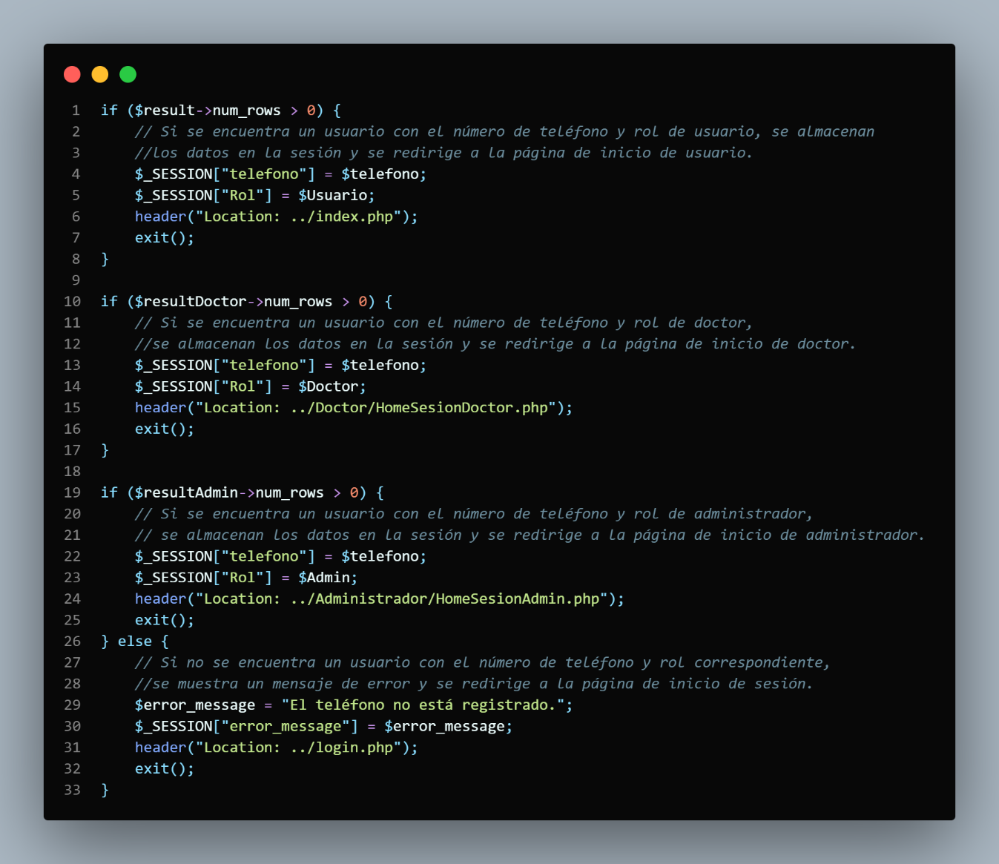 1 if ($result->num_rows > 0) {
2 // Si se encuentra un usuario con el número de teléfono y rol de usuario, se almacenan
3 //los datos en la sesión y se redirige a la página de inicio de usuario.
4 $_SESSION["telefono"] = $telefono;
5 $_SESSION["Rol"] = $Usuario;
6 header("Location: ../index.php");
7 exit();
8 }
9
10 if ($resultDoctor->num_rows > 0) {
11 // Si se encuentra un usuario con el número de teléfono y rol de doctor,
12 //se almacenan los datos en la sesión y se redirige a la página de inicio de doctor.
13 $_SESSION["telefono"] = $telefono;
14 $_SESSION["Rol"] = $Doctor;
15 header("Location: ../Doctor/HomeSesionDoctor.php");
16 exit();
17 }
18
19 if ($resultAdmin->num_rows > 0) {
20 // Si se encuentra un usuario con el número de teléfono y rol de administrador,
21 // se almacenan los datos en la sesión y se redirige a la página de inicio de administrador.
22 $_SESSION["telefono"] = $telefono;
23 $_SESSION["Rol"] = $Admin;
24 header("Location: ../Administrador/HomeSesionAdmin.php");
25 exit();
26 } else {
27 // Si no se encuentra un usuario con el número de teléfono y rol correspondiente,
28 //se muestra un mensaje de error y se redirige a la página de inicio de sesión.
29 $error_message = "El teléfono no está registrado.";
30 $_SESSION["error_message"] = $error_message;
31 header("Location: ../login.php");
32 exit();
33 }